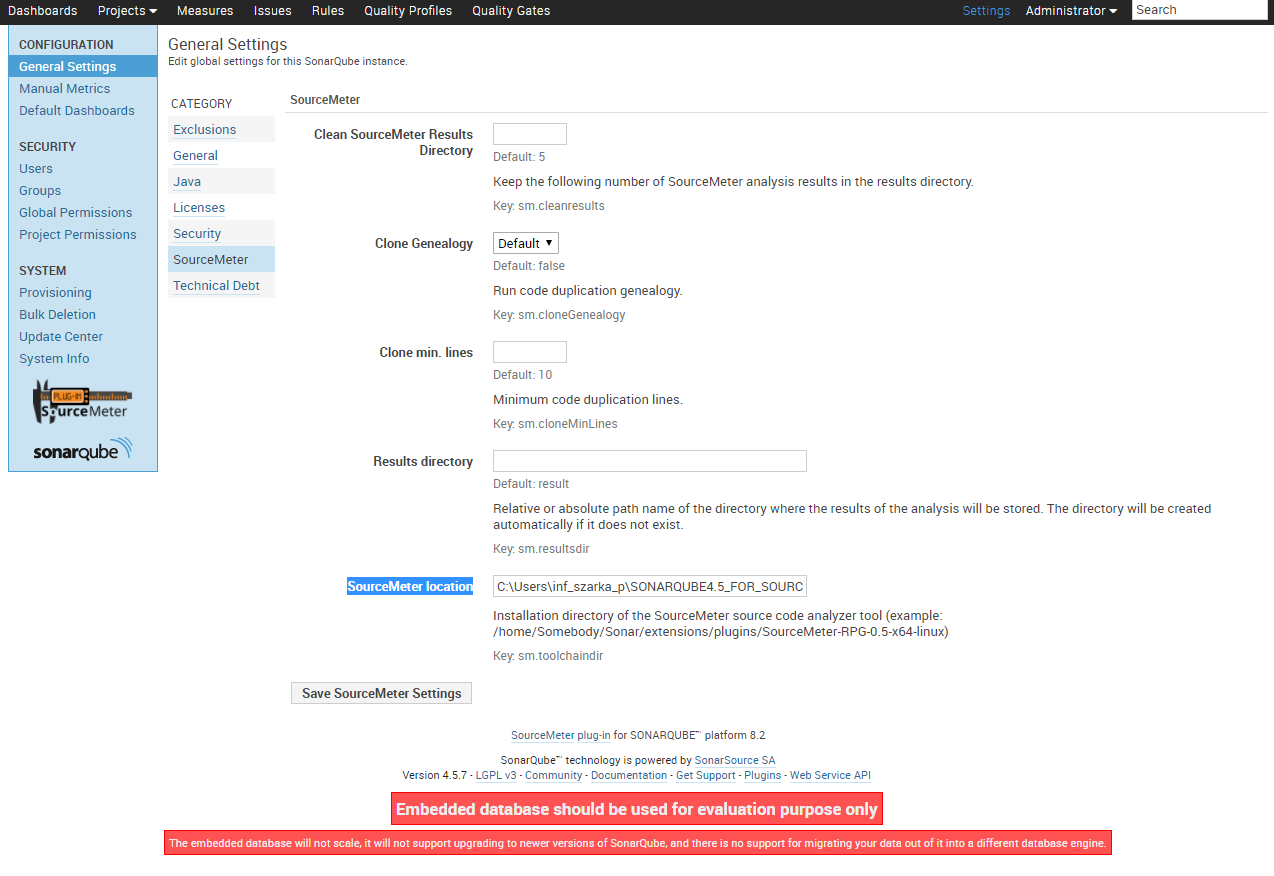 Dashboards Projects Measures Issues Rules Quality Profiles Quality Gates Settings Administrator Search
CONFIGURATION
General Settings
Manual Metrics
Default Dashboards
SECURITY
Users
Groups
Global Permissions
Project Permissions
SYSTEM
Provisioning
Bulk Deletion
Update Center
System Info
PLUG-IN
SourceMeter
sonarqube
General Settings
Edit global settings for this SonarQube instance.
CATEGORY
Exclusions
General
Java
Licenses
Security
SourceMeter
Technical Debt
SourceMeter
Clean SourceMeter Results
Directory
Default: 5
Keep the following number of SourceMeter analysis results in the results directory.
Key: sm.cleanresults
Clone Genealogy
Default
Default: false
Run code duplication genealogy.
Key: sm.cloneGenealogy
Clone min. lines
Default: 10
Minimum code duplication lines.
Key: sm.cloneMinLines
Results directory
Default: result
Relative or absolute path name of the directory where the results of the analysis will be stored. The directory will be created
automatically if it does not exist.
Key: sm.resultsdir
SourceMeter location
C:\Users\inf_szarka_p\SONARQUBE4.5_FOR_SOURC
Installation directory of the SourceMeter source code analyzer tool (example:
/home/Somebody/Sonar/extensions/plugins/SourceMeter-RPG-0.5-x64-linux)
Key: sm.toolchaindir
Save SourceMeter Settings
SourceMeter plug-in for SONARQUBE™ platform 8.2
SonarQube™ technology is powered by SonarSource SA
Version 4.5.7 - LGPL v3 - Community - Documentation - Get Support - Plugins - Web Service API
Embedded database should be used for evaluation purpose only
The embedded database will not scale, it will not support upgrading to newer versions of SonarQube, and there is no support for migrating your data out of it into a different database engine.